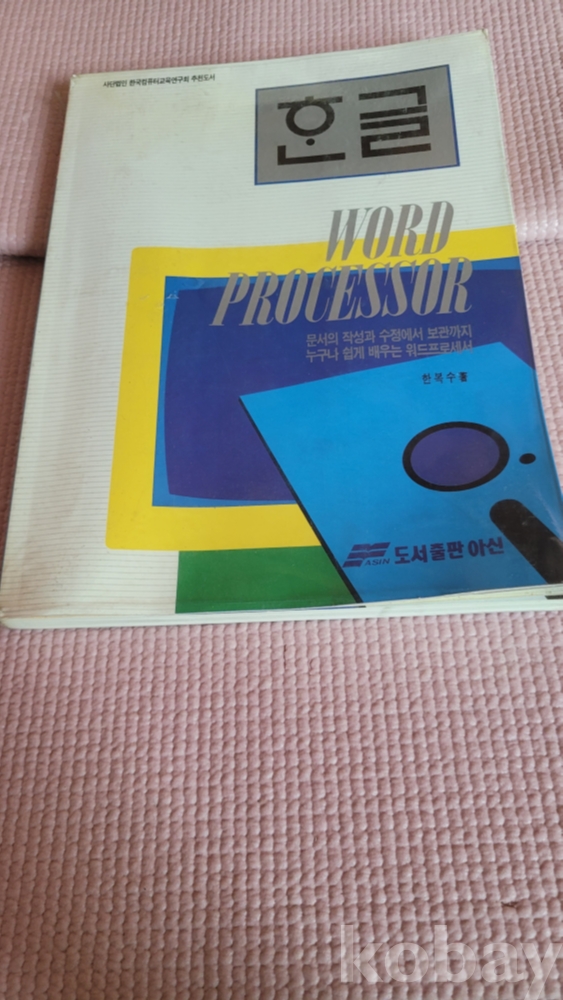 사단법인 한국컴퓨터교육연구회 추천도서
한글
WORD
PROCESSOR
문서의 작성과 수정에서 보관까지
누구나 쉽게 배우는 워드프로세서
한복수 著
ASIN 도서출판 아신
kobay